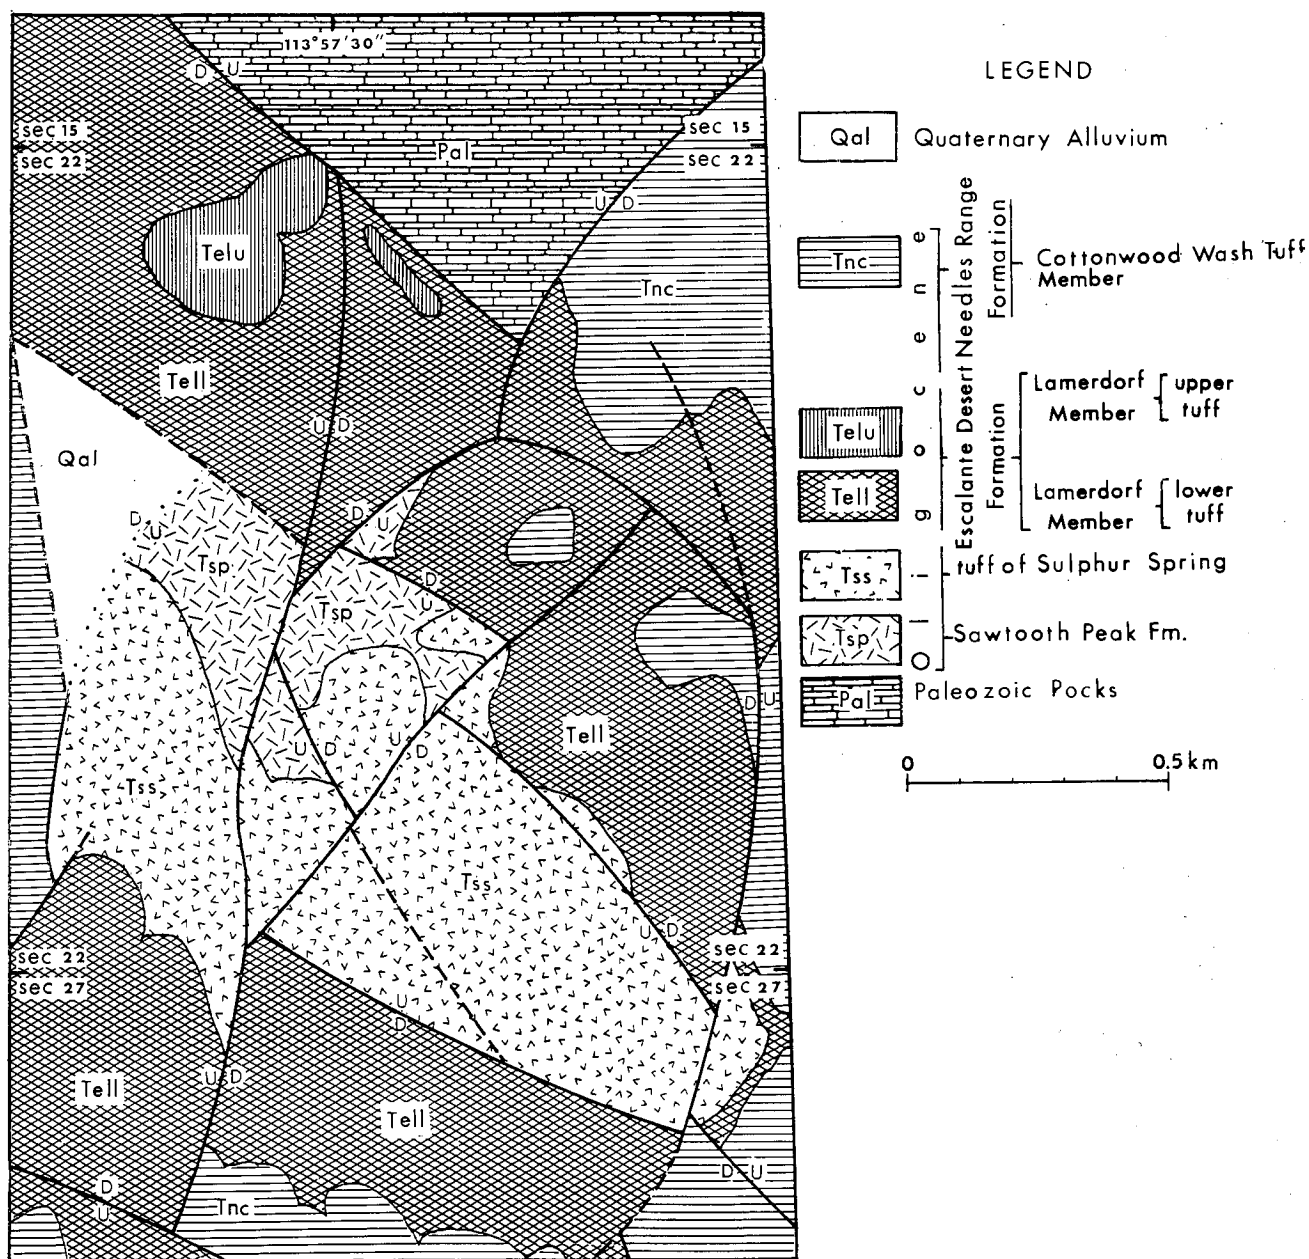 113°57'30"
D U
sec 15
sec 22
Pal
sec 15
sec 22
U D
Telu
Tnc
Tell
U D
Qal
D
U
D
U
Tsp
Tsp
D
U
D U
U D
U D
Tell
Tss
Tss
U D
sec 22
sec 27
sec 22
sec 27
U
D
U D
Tell
Tell
D U
D
U
Tnc
LEGEND
Qal Quaternary Alluvium
Tnc
Needles Range
Formation
Cottonwood Wash Tuff
Member
Telu
Escalante Desert
Formation
Lamerdorf
Member
upper
tuff
Tell
Lamerdorf
Member
lower
tuff
Tss tuff of Sulphur Spring
Tsp Sawtooth Peak Fm.
Oligocene
Pal Paleozoic Pocks
0 0.5 km